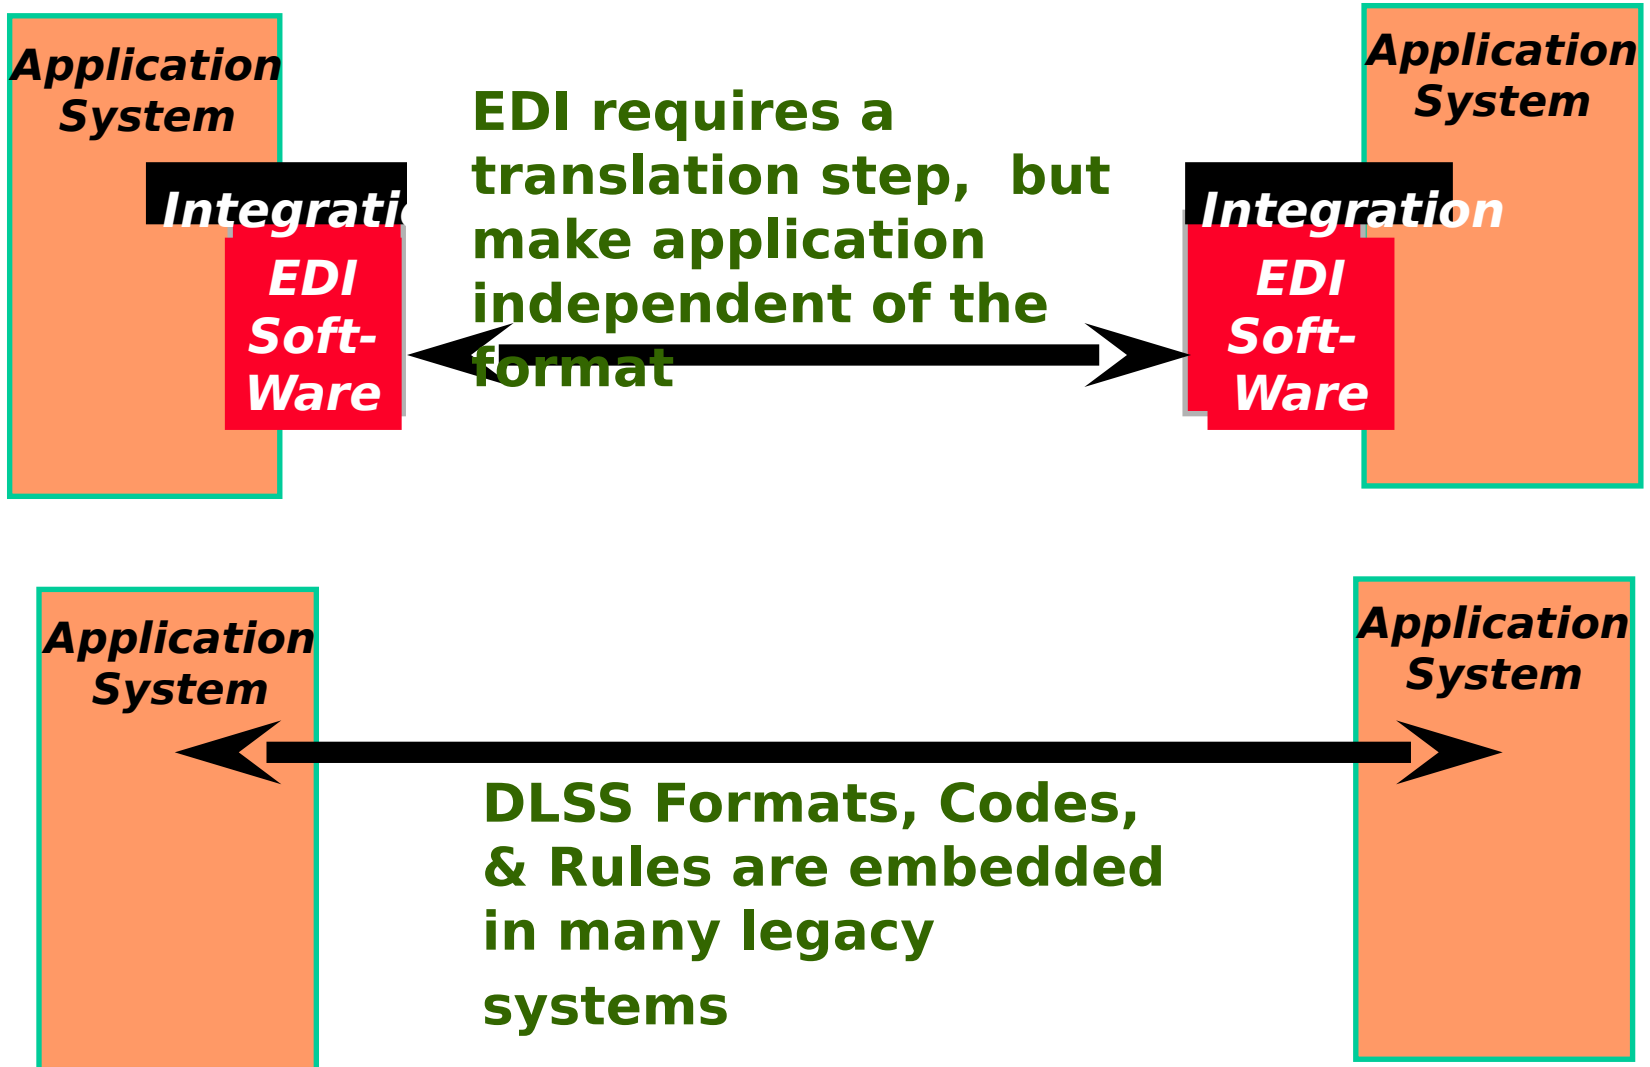 Application
System
Integratio
EDI
Soft-
Ware
EDI requires a
translation step,  but
make application
independent of the
format
Application
System
Integration
EDI
Soft-
Ware
Application
System
DLSS Formats, Codes,
& Rules are embedded
in many legacy
systems
Application
System